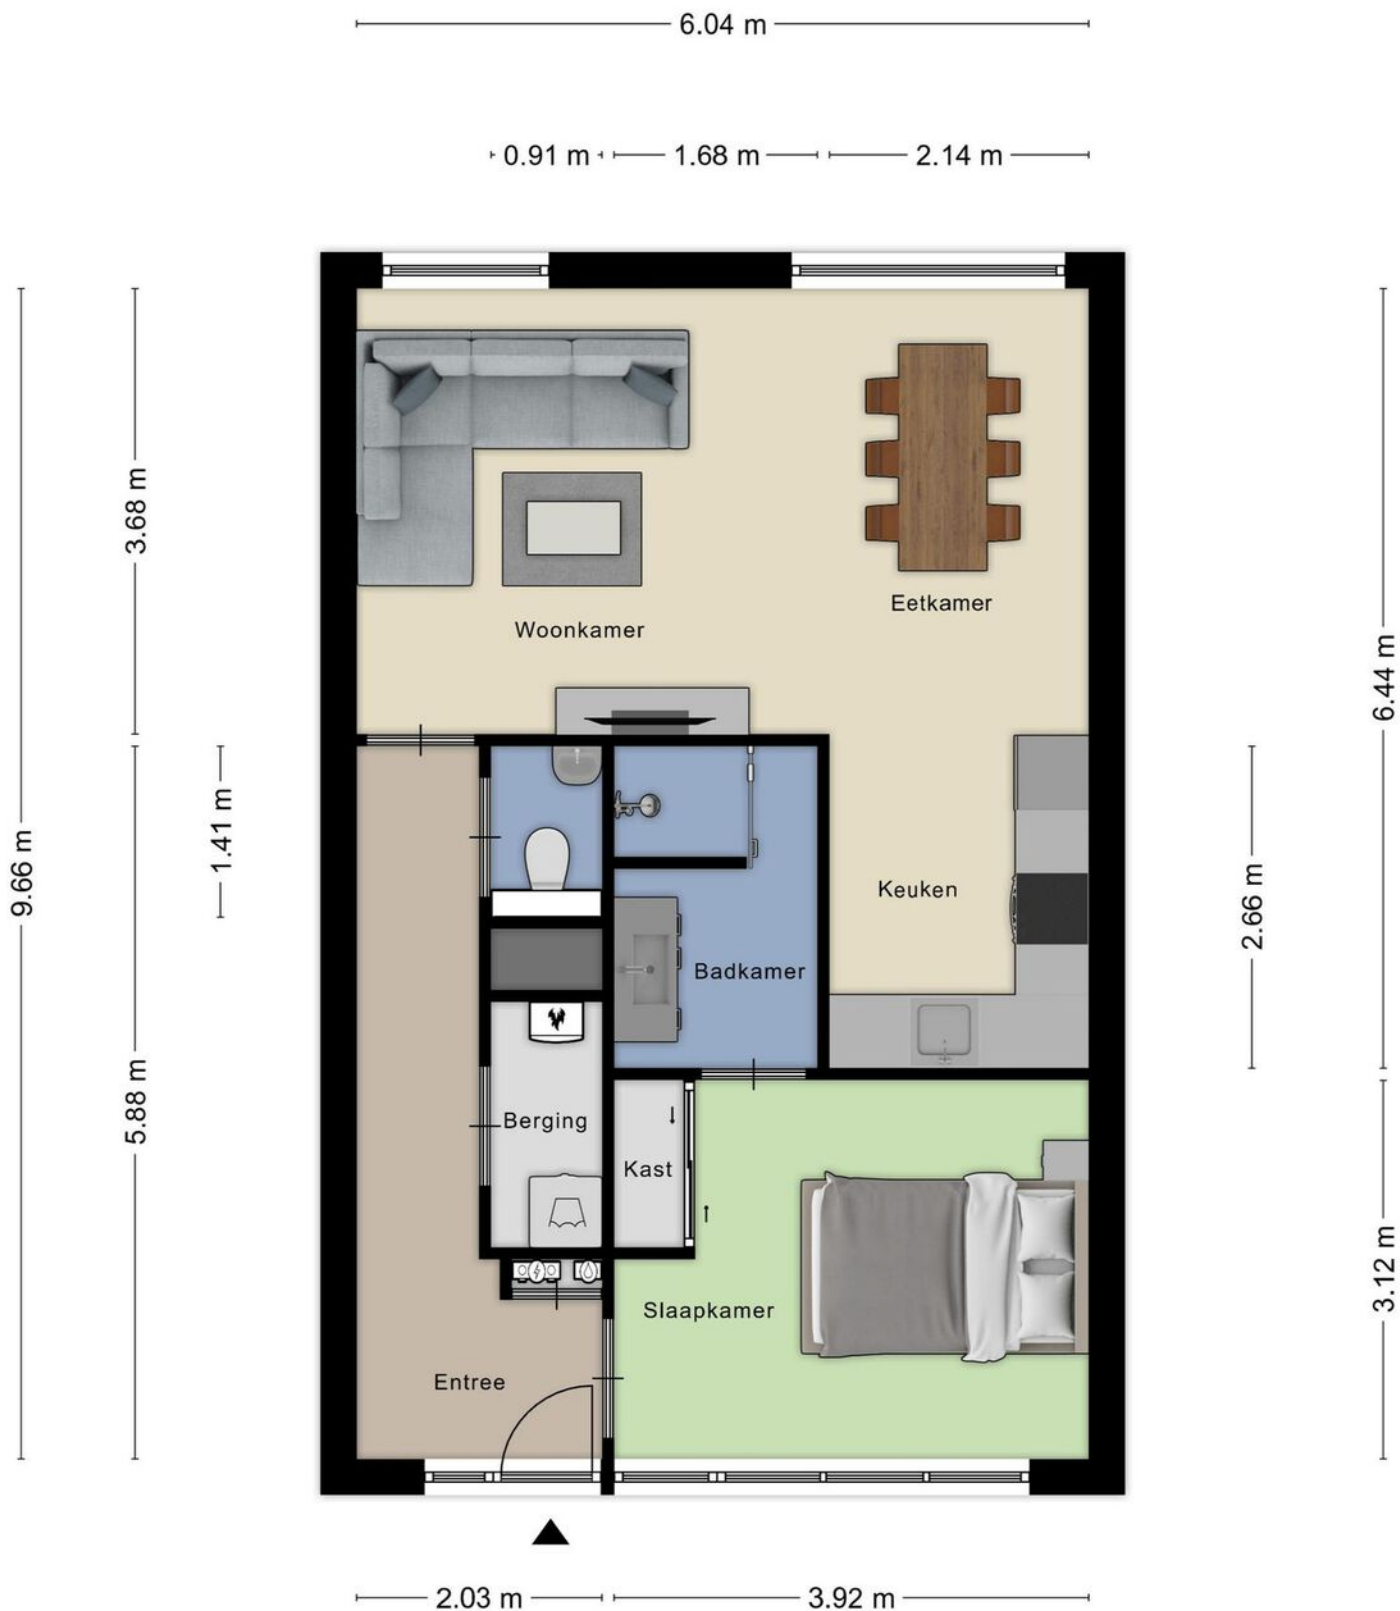 6.04 m
0.91 m
1.68 m
2.14 m
3.68 m
Eetkamer
Woonkamer
6.44 m
1.41 m
9.66 m
Keuken
2.66 m
Badkamer
5.88 m
Berging
Kast
3.12 m
Slaapkamer
Entree
2.03 m
3.92 m